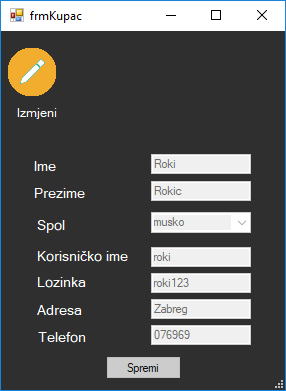 frmKupac
Izmjeni
Ime Roki
Prezime Rokic
Spol musko
Korisničko ime roki
Lozinka roki123
Adresa Zabreg
Telefon 076969
Spremi